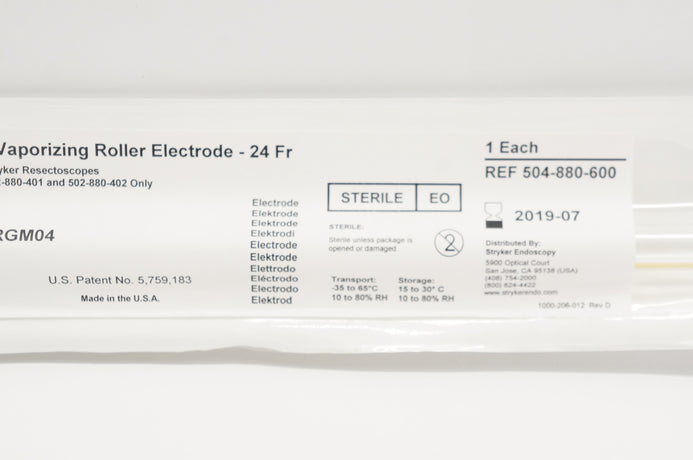 Vaporizing Roller Electrode - 24 Fr
yker Resectoscopes
-880-401 and 502-880-402 Only
RGM04
U.S. Patent No. 5,759,183
Made in the U.S.A.
Electrode
Elektrode
Elektrodi
Electrode
Elektrode
Elettrodo
Eléctrodo
Electrodo
Elektrod
STERILE EO
STERILE:
Sterile unless package is
opened or damaged.
2
Transport:
-35 to 65°C
10 to 80% RH
Storage:
15 to 30° C
10 to 80% RH
1 Each
REF 504-880-600
2019-07
Distributed By:
Stryker Endoscopy
5900 Optical Court
San Jose, CA 95138 (USA)
(408) 754-2000
(800) 624-4422
www.strykerendo.com
1000-206-012 Rev D